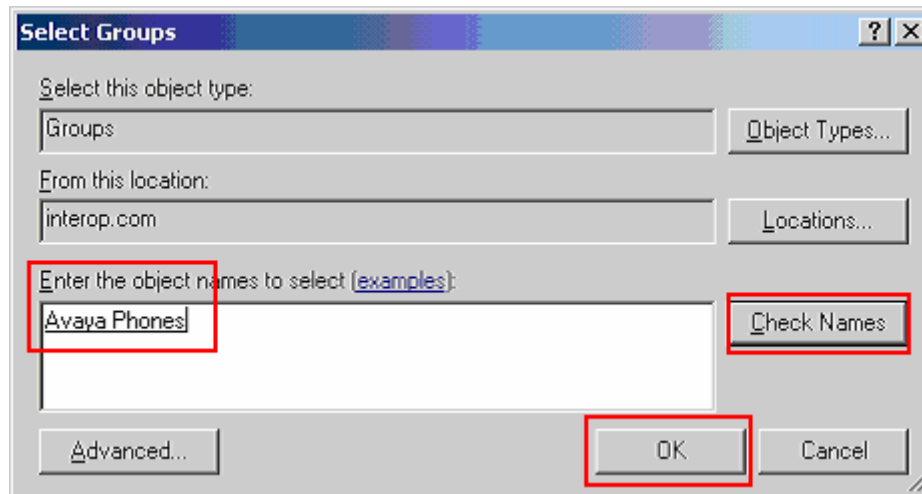 Select Groups
Select this object type:
Groups
Object Types...
From this location:
interop.com
Locations...
Enter the object names to select (examples):
Avaya Phones
Check Names
Advanced...
OK
Cancel